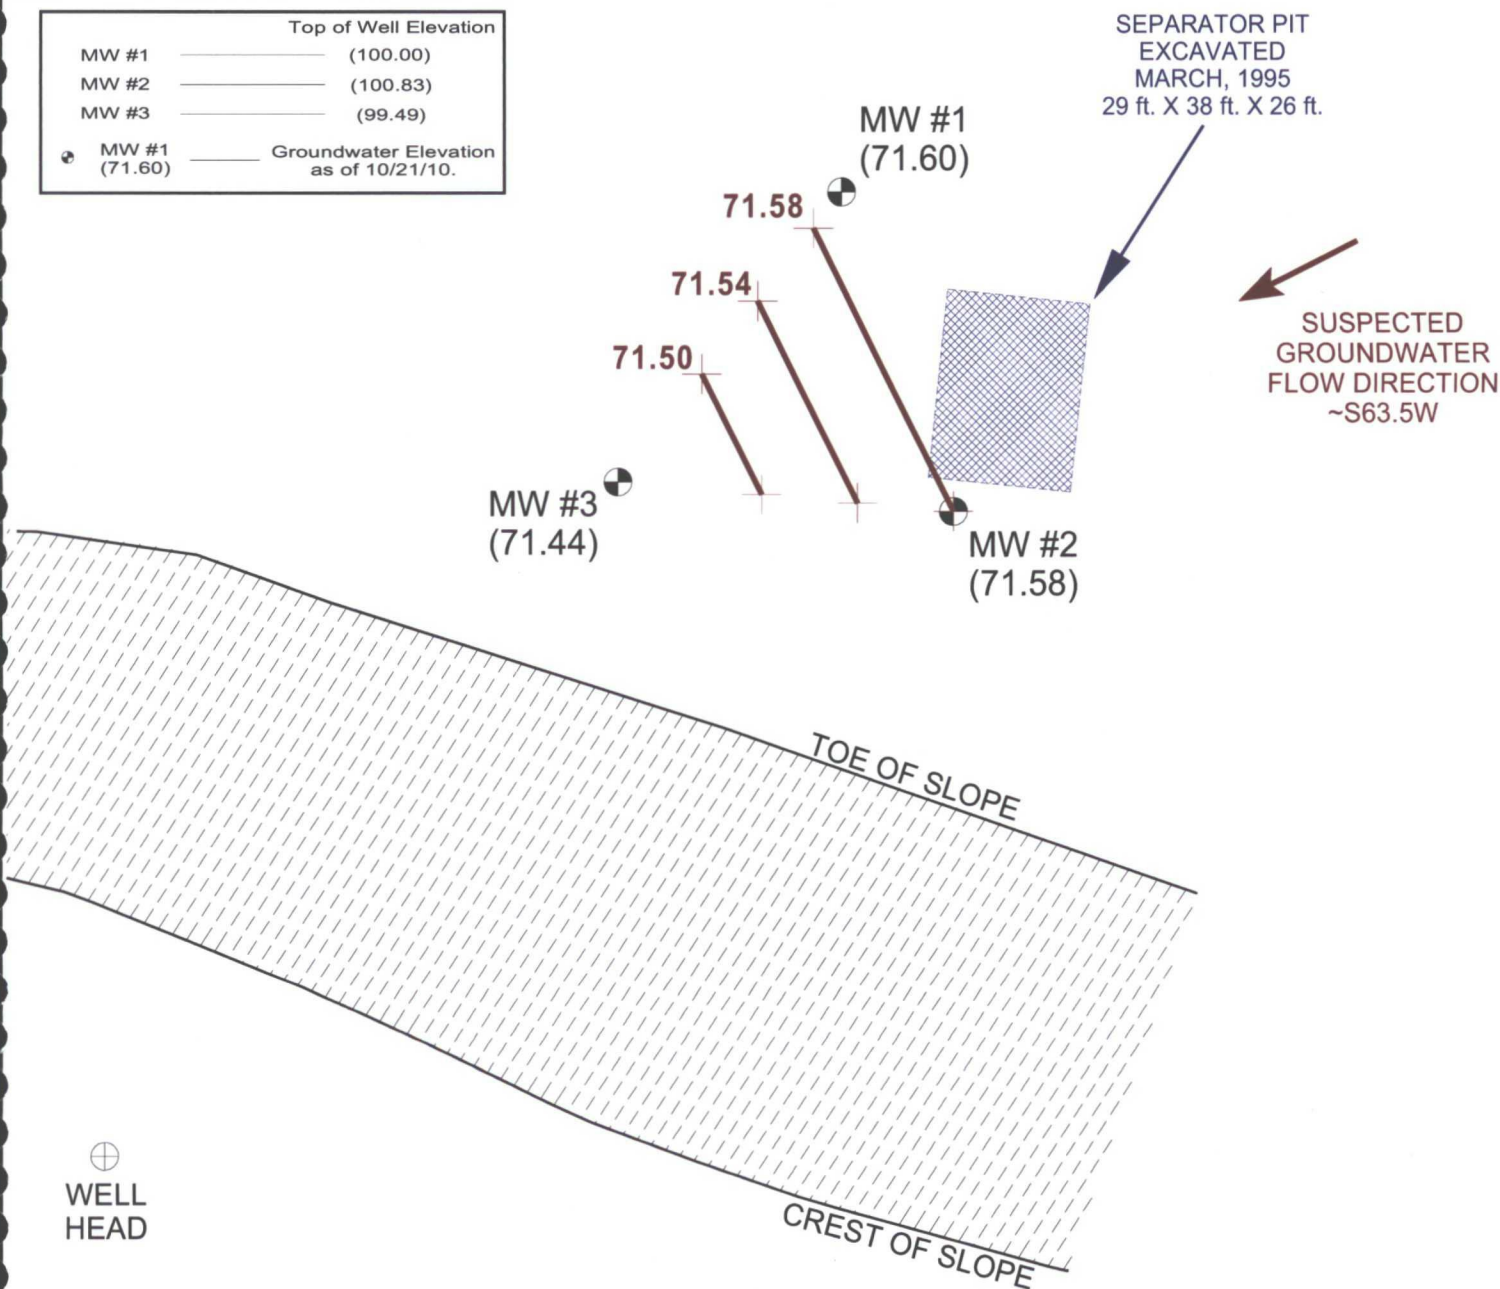 Top of Well Elevation
MW #1 (100.00)
MW #2 (100.83)
MW #3 (99.49)
MW #1 Groundwater Elevation
(71.60) as of 10/21/10.
SEPARATOR PIT
EXCAVATED
MARCH, 1995
29 ft. X 38 ft. X 26 ft.
MW #1
(71.60)
71.58
71.54
71.50
SUSPECTED
GROUNDWATER
FLOW DIRECTION
~S63.5W
MW #3
(71.44)
MW #2
(71.58)
TOE OF SLOPE
WELL
HEAD
CREST OF SLOPE